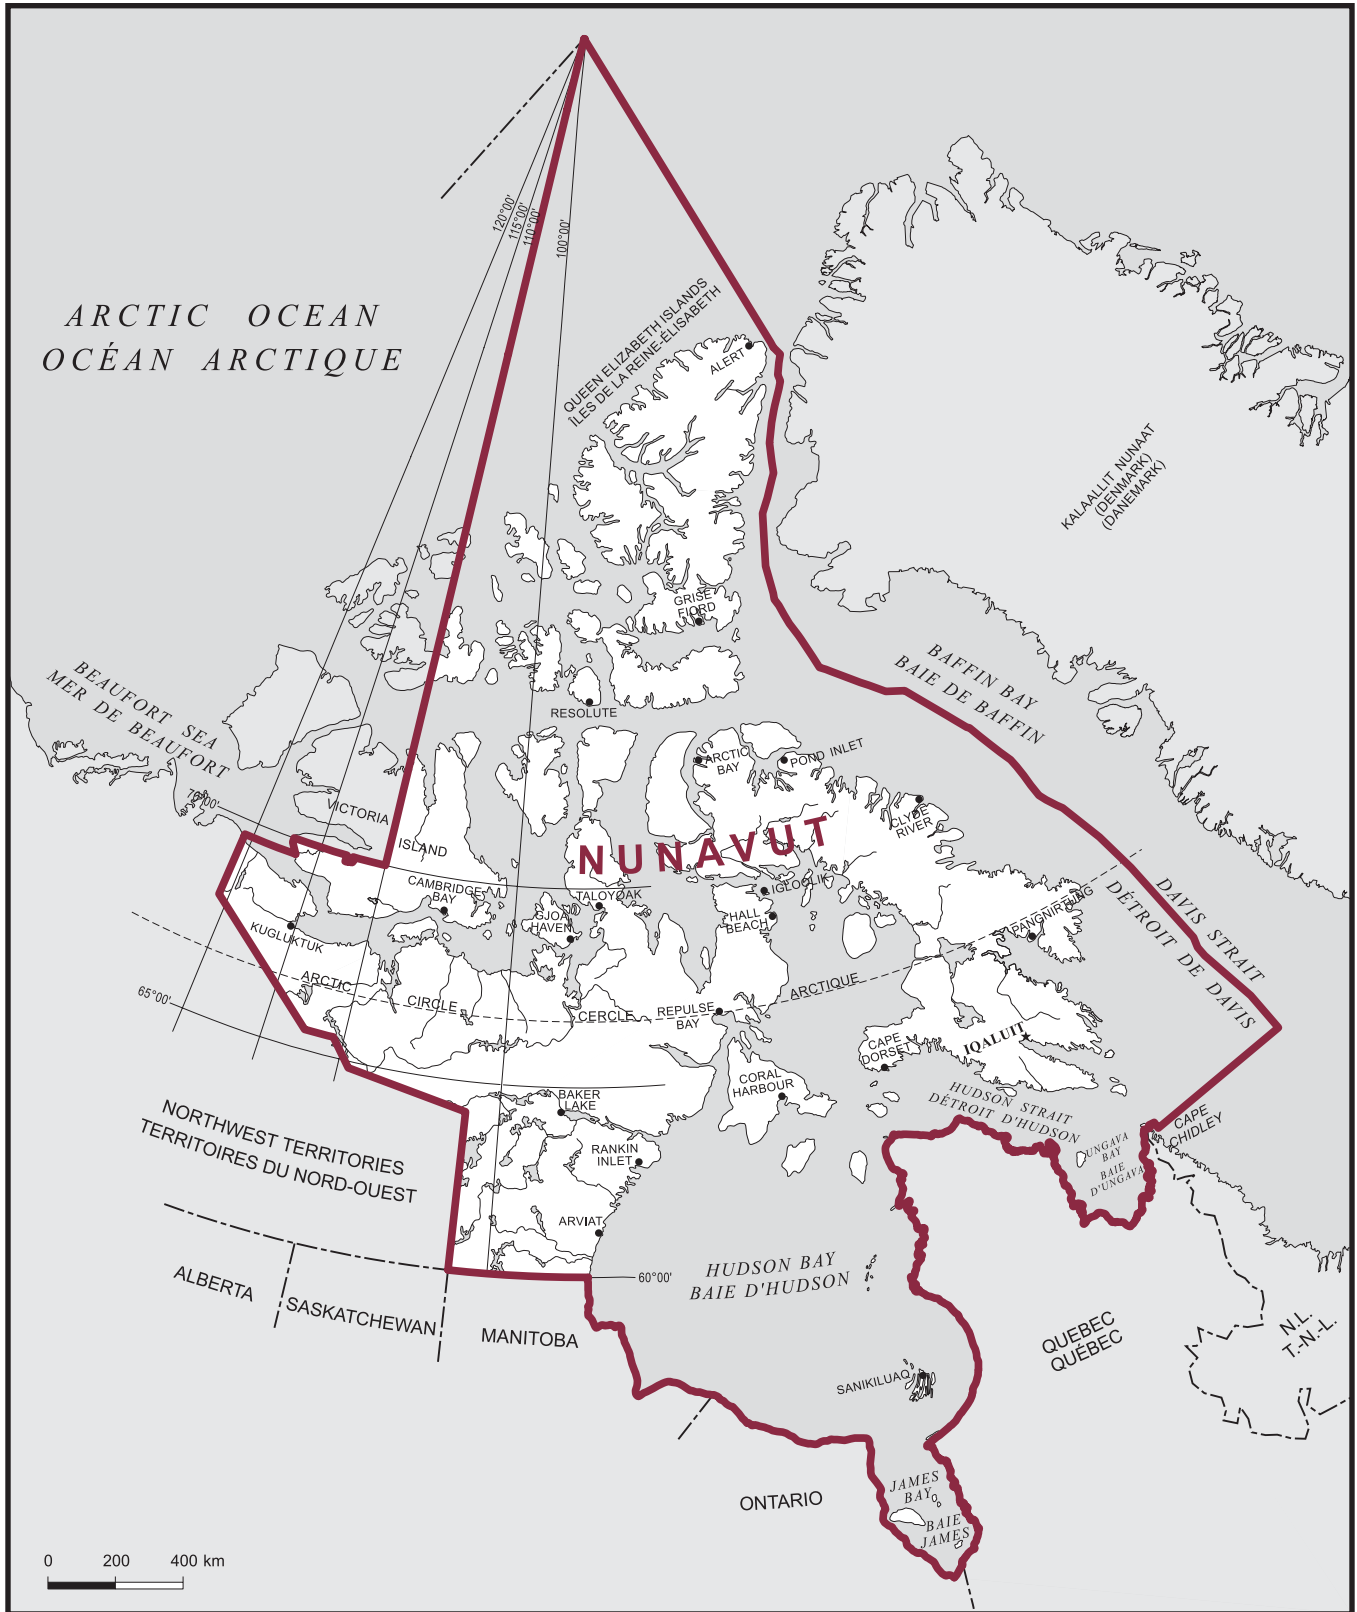 120°00'
115°00'
110°00'
100°00'
ARCTIC OCEAN
OCÉAN ARCTIQUE
QUEEN ELIZABETH ISLANDS
ÎLES DE LA REINE-ÉLISABETH
ALERT
KALAALLIT NUNAAT
(DENMARK)
(DANEMARK)
GRISE
FIORD
BEAUFORT SEA
MER DE BEAUFORT
BAFFIN BAY
BAIE DE BAFFIN
RESOLUTE
ARCTIC
BAY
POND INLET
70°00'
VICTORIA
ISLAND
CLYDE
RIVER
NUNAVUT
CAMBRIDGE
BAY
TALOYOAK
IGLOOLIK
GJOA
HAVEN
HALL
BEACH
PANGNIRTUNG
DAVIS STRAIT
DÉTROIT DE DAVIS
KUGLUKTUK
65°00'
ARCTIC
CIRCLE
CERCLE
ARCTIQUE
REPULSE
BAY
CAPE
DORSET
IQALUIT
CORAL
HARBOUR
BAKER
LAKE
HUDSON STRAIT
DÉTROIT D'HUDSON
CAPE
CHIDLEY
UNGAVA
BAY
BAIE
D'UNGAVA
NORTHWEST TERRITORIES
TERRITOIRES DU NORD-OUEST
RANKIN
INLET
ARVIAT
HUDSON BAY
BAIE D'HUDSON
60°00'
ALBERTA
SASKATCHEWAN
MANITOBA
QUEBEC
QUÉBEC
N.L.
T.-N.-L.
SANIKILUAQ
ONTARIO
JAMES
BAY
BAIE
JAMES
0 200 400 km